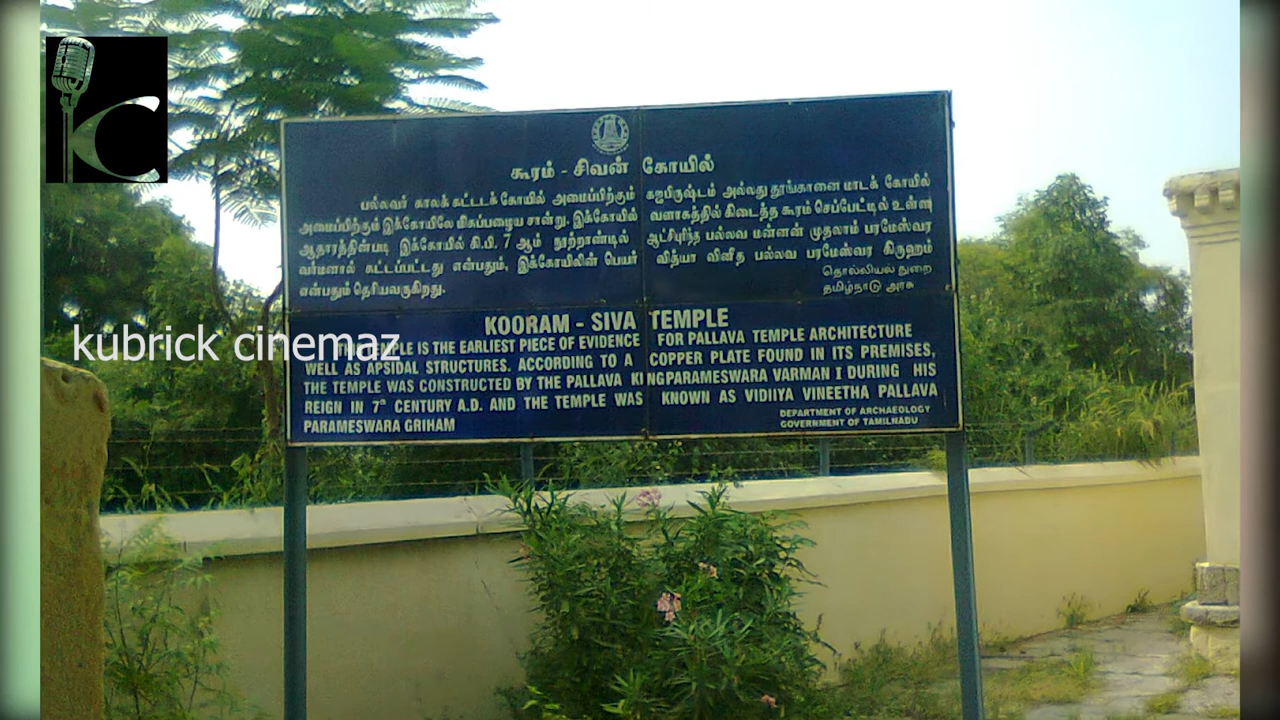 கூரம் - சிவன் கோயில்
பல்லவர் காலக் கட்டடக் கோயில் அமைப்பிற்கும் கஜபிருஷ்டம் அல்லது தூங்கானை மாடக் கோயில்
அமைப்பிற்கும் இக்கோயிலே மிகப்பழைய சான்று. இக்கோயில் வளாகத்தில் கிடைத்த கூரம் செப்பேட்டில் உள்ள
ஆதாரத்தின்படி இக்கோயில் கி.பி. 7 ஆம் நூற்றாண்டில் ஆட்சிபுரிந்த பல்லவ மன்னன் முதலாம் பரமேஸ்வர
வர்மனால் கட்டப்பட்டது என்பதும், இக்கோயிலின் பெயர் வித்யா வினீத பல்லவ பரமேஸ்வர கிருஹம்
என்பதும் தெரியவருகிறது.
தொல்லியல் துறை
தமிழ்நாடு அரசு
KOORAM - SIVA TEMPLE
IS THE EARLIEST PIECE OF EVIDENCE FOR PALLAVA TEMPLE ARCHITECTURE
WELL AS APSIDAL STRUCTURES. ACCORDING TO A COPPER PLATE FOUND IN ITS PREMISES,
THE TEMPLE WAS CONSTRUCTED BY THE PALLAVA KING PARAMESWARA VARMAN I DURING HIS
REIGN IN 7th CENTURY A.D. AND THE TEMPLE WAS KNOWN AS VIDIIYA VINEETHA PALLAVA
PARAMESWARA GRIHAM
DEPARTMENT OF ARCHAEOLOGY
GOVERNMENT OF TAMILNADU
kubrick cinemaz